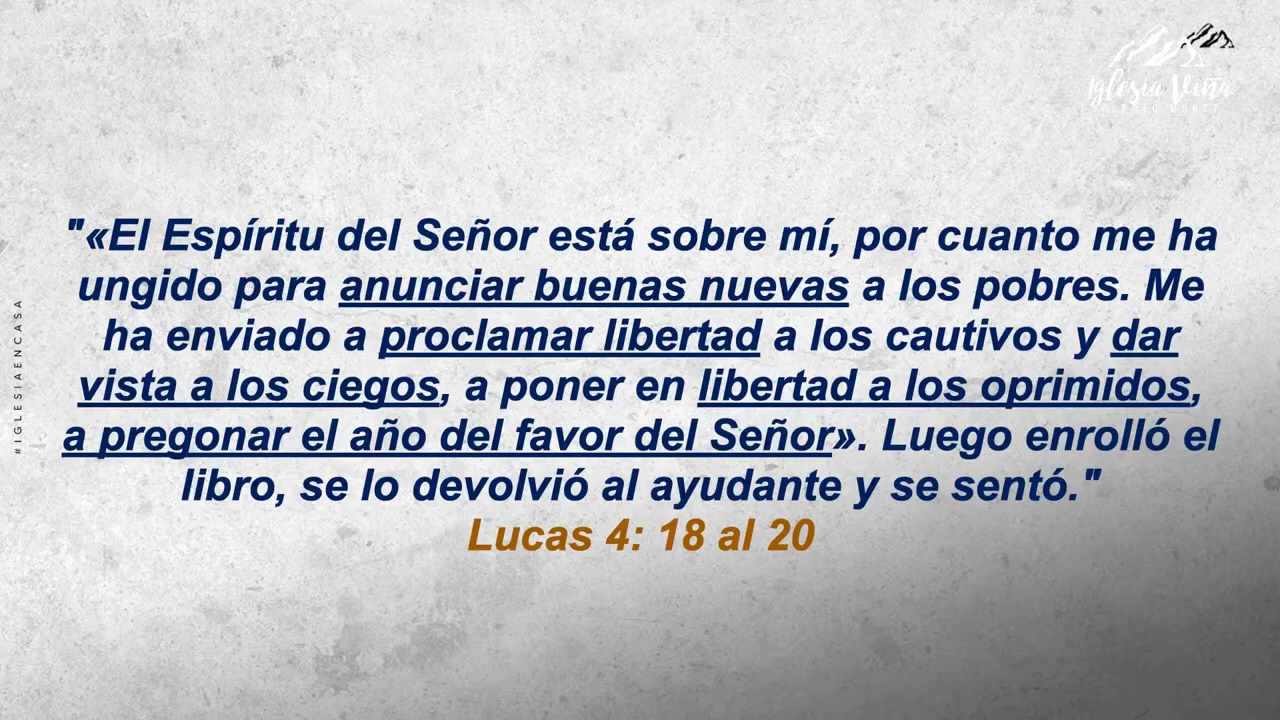 Iglesia Viña
#IGLESIAENCASA
"«El Espíritu del Señor está sobre mí, por cuanto me ha
ungido para anunciar buenas nuevas a los pobres. Me
ha enviado a proclamar libertad a los cautivos y dar
vista a los ciegos, a poner en libertad a los oprimidos,
a pregonar el año del favor del Señor». Luego enrolló el
libro, se lo devolvió al ayudante y se sentó."
Lucas 4: 18 al 20